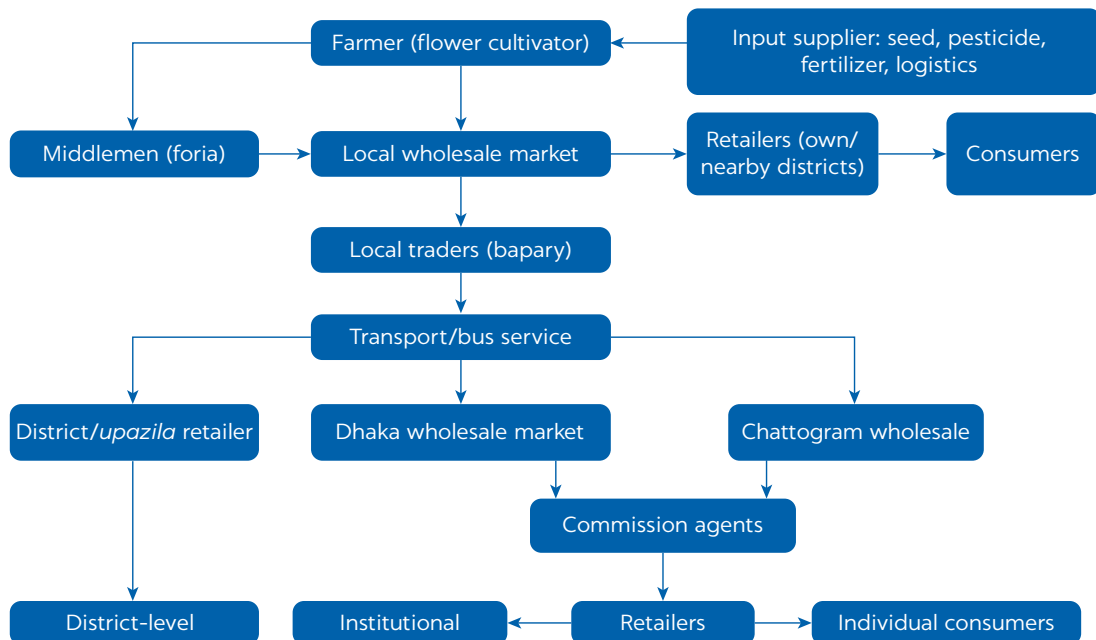 Farmer (flower cultivator)
Input supplier: seed, pesticide,
fertilizer, logistics
Middlemen (foria)
Local wholesale market
Retailers (own/
nearby districts)
Consumers
Local traders (bapary)
Transport/bus service
District/upazila retailer
Dhaka wholesale market
Chattogram wholesale
Commission agents
District-level
Institutional
Retailers
Individual consumers